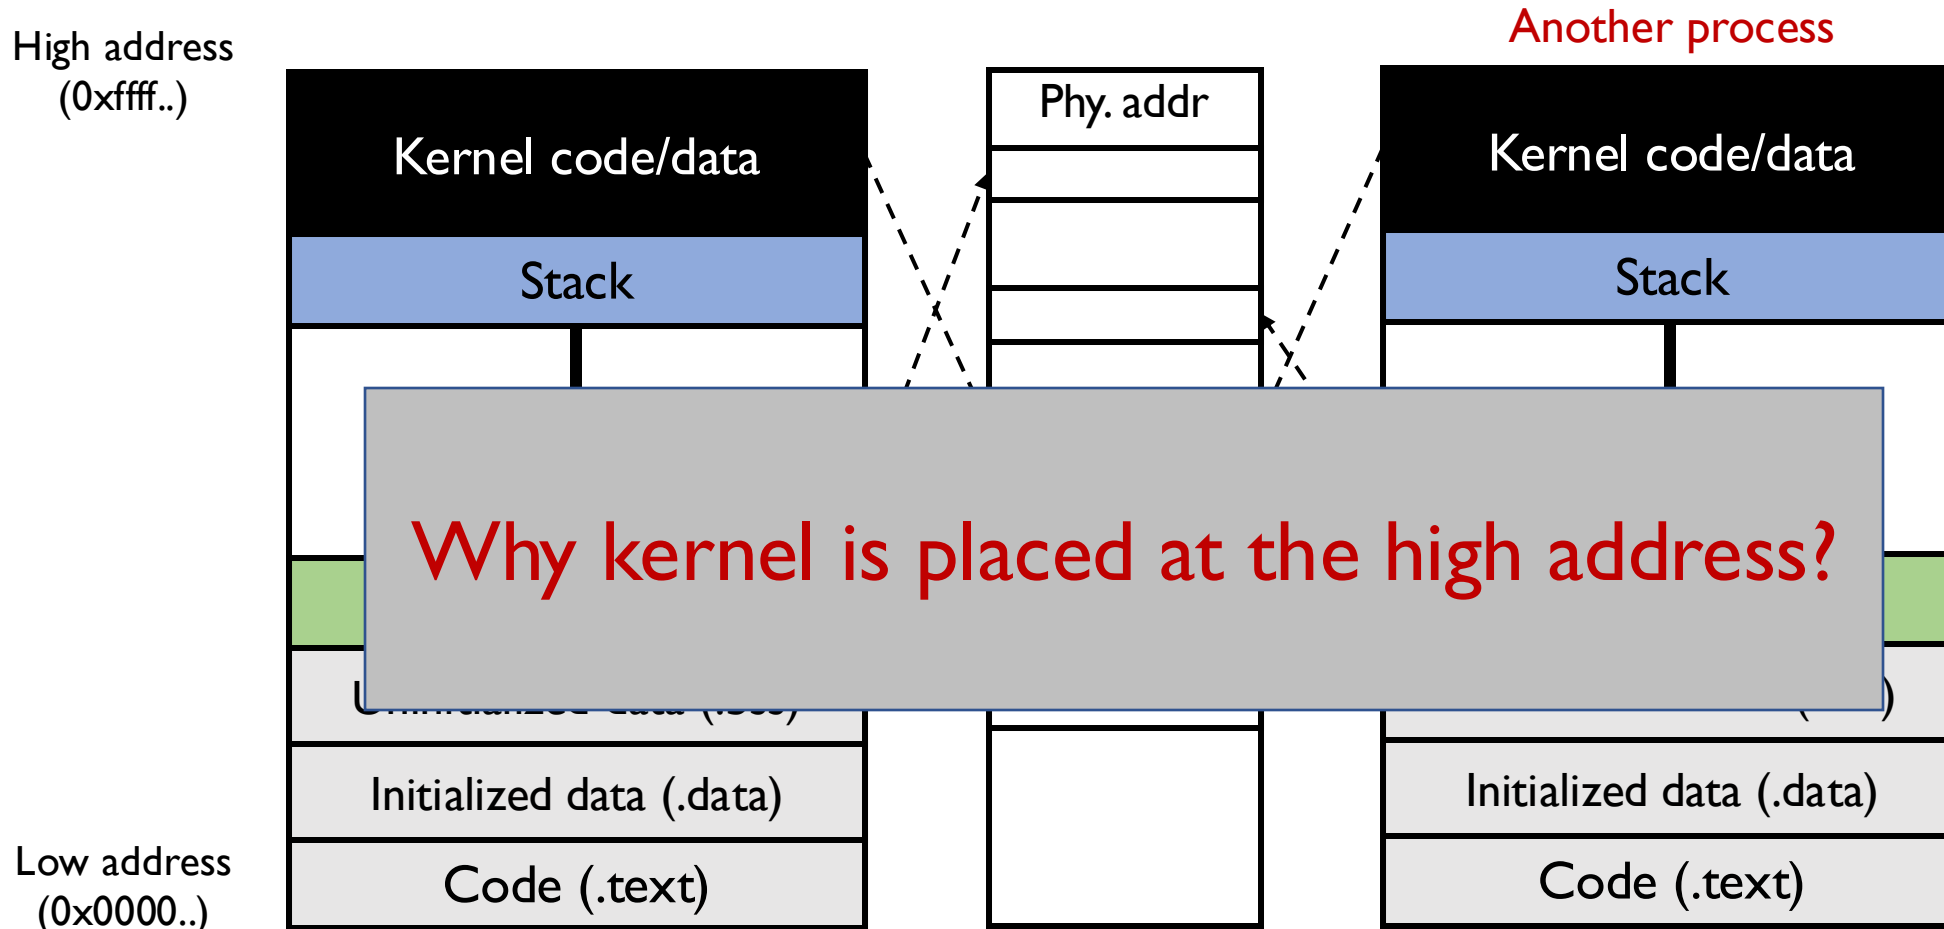 Another process
High address
(0xffff..)
Kernel code/data
Phy. addr
Kernel code/data
Stack
Stack
Why kernel is placed at the high address?
Initialized data (.data)
Initialized data (.data)
Low address
(0x0000..)
Code (.text)
Code (.text)